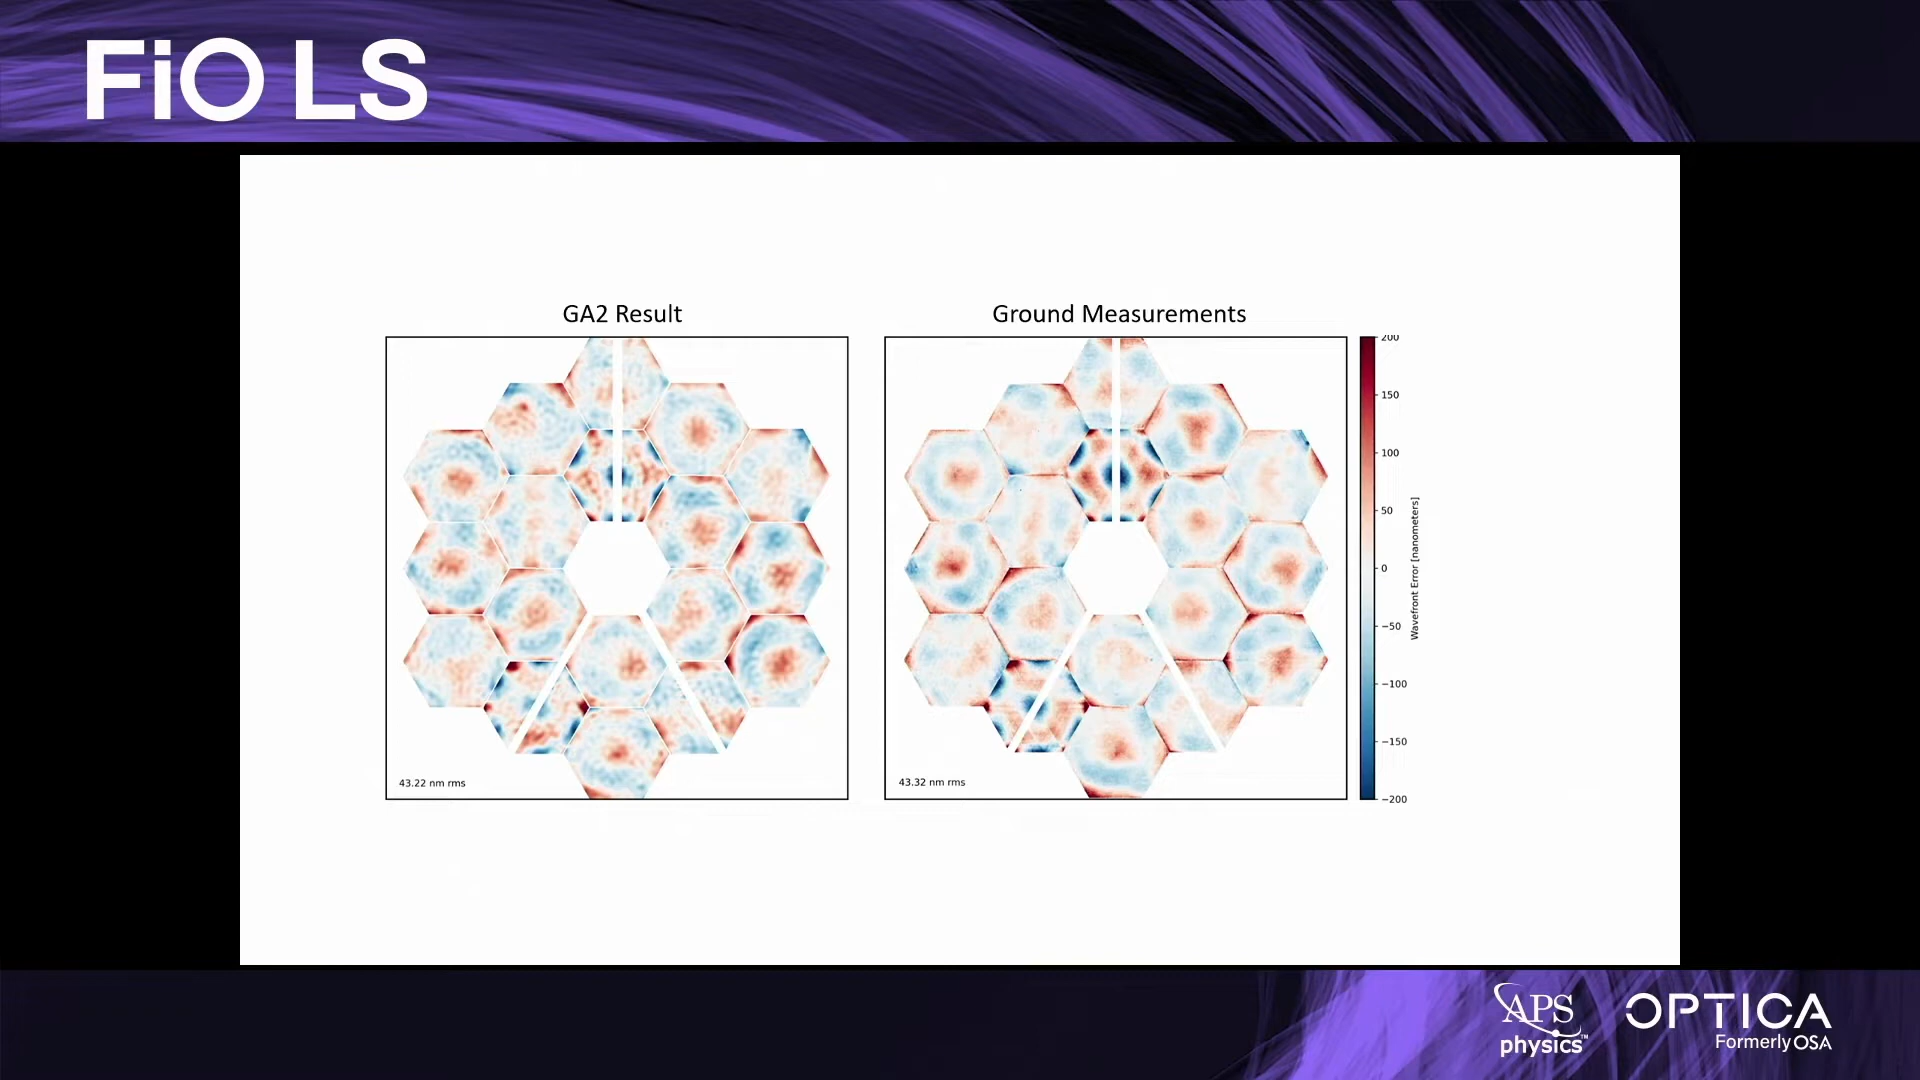 FiO LS
GA2 Result
Ground Measurements
43.22 nm rms
43.32 nm rms
200
150
100
50
0
−50
−100
−150
−200
Wavefront Error [nanometers]
APS
physics™
OPTICA
Formerly OSA